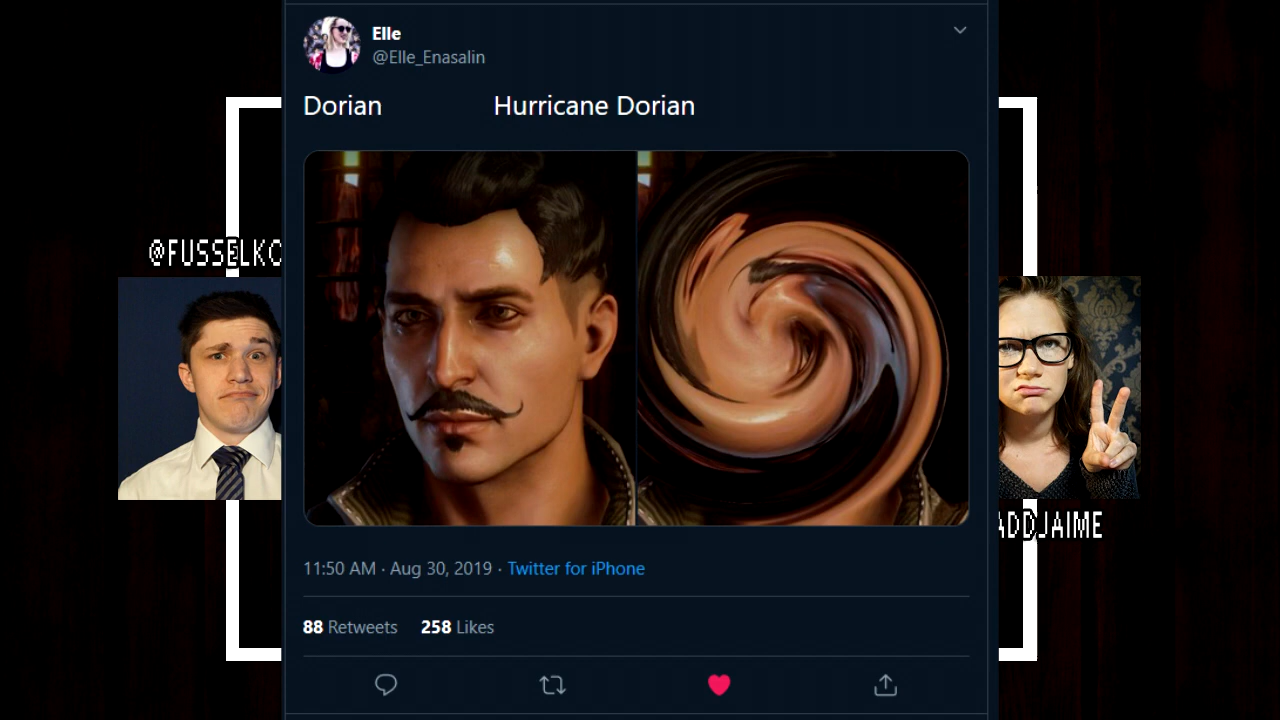 Elle
@Elle_Enasalin
Dorian Hurricane Dorian
@FUSSELKO
ADDJAIME
11:50 AM · Aug 30, 2019 · Twitter for iPhone
88 Retweets 258 Likes